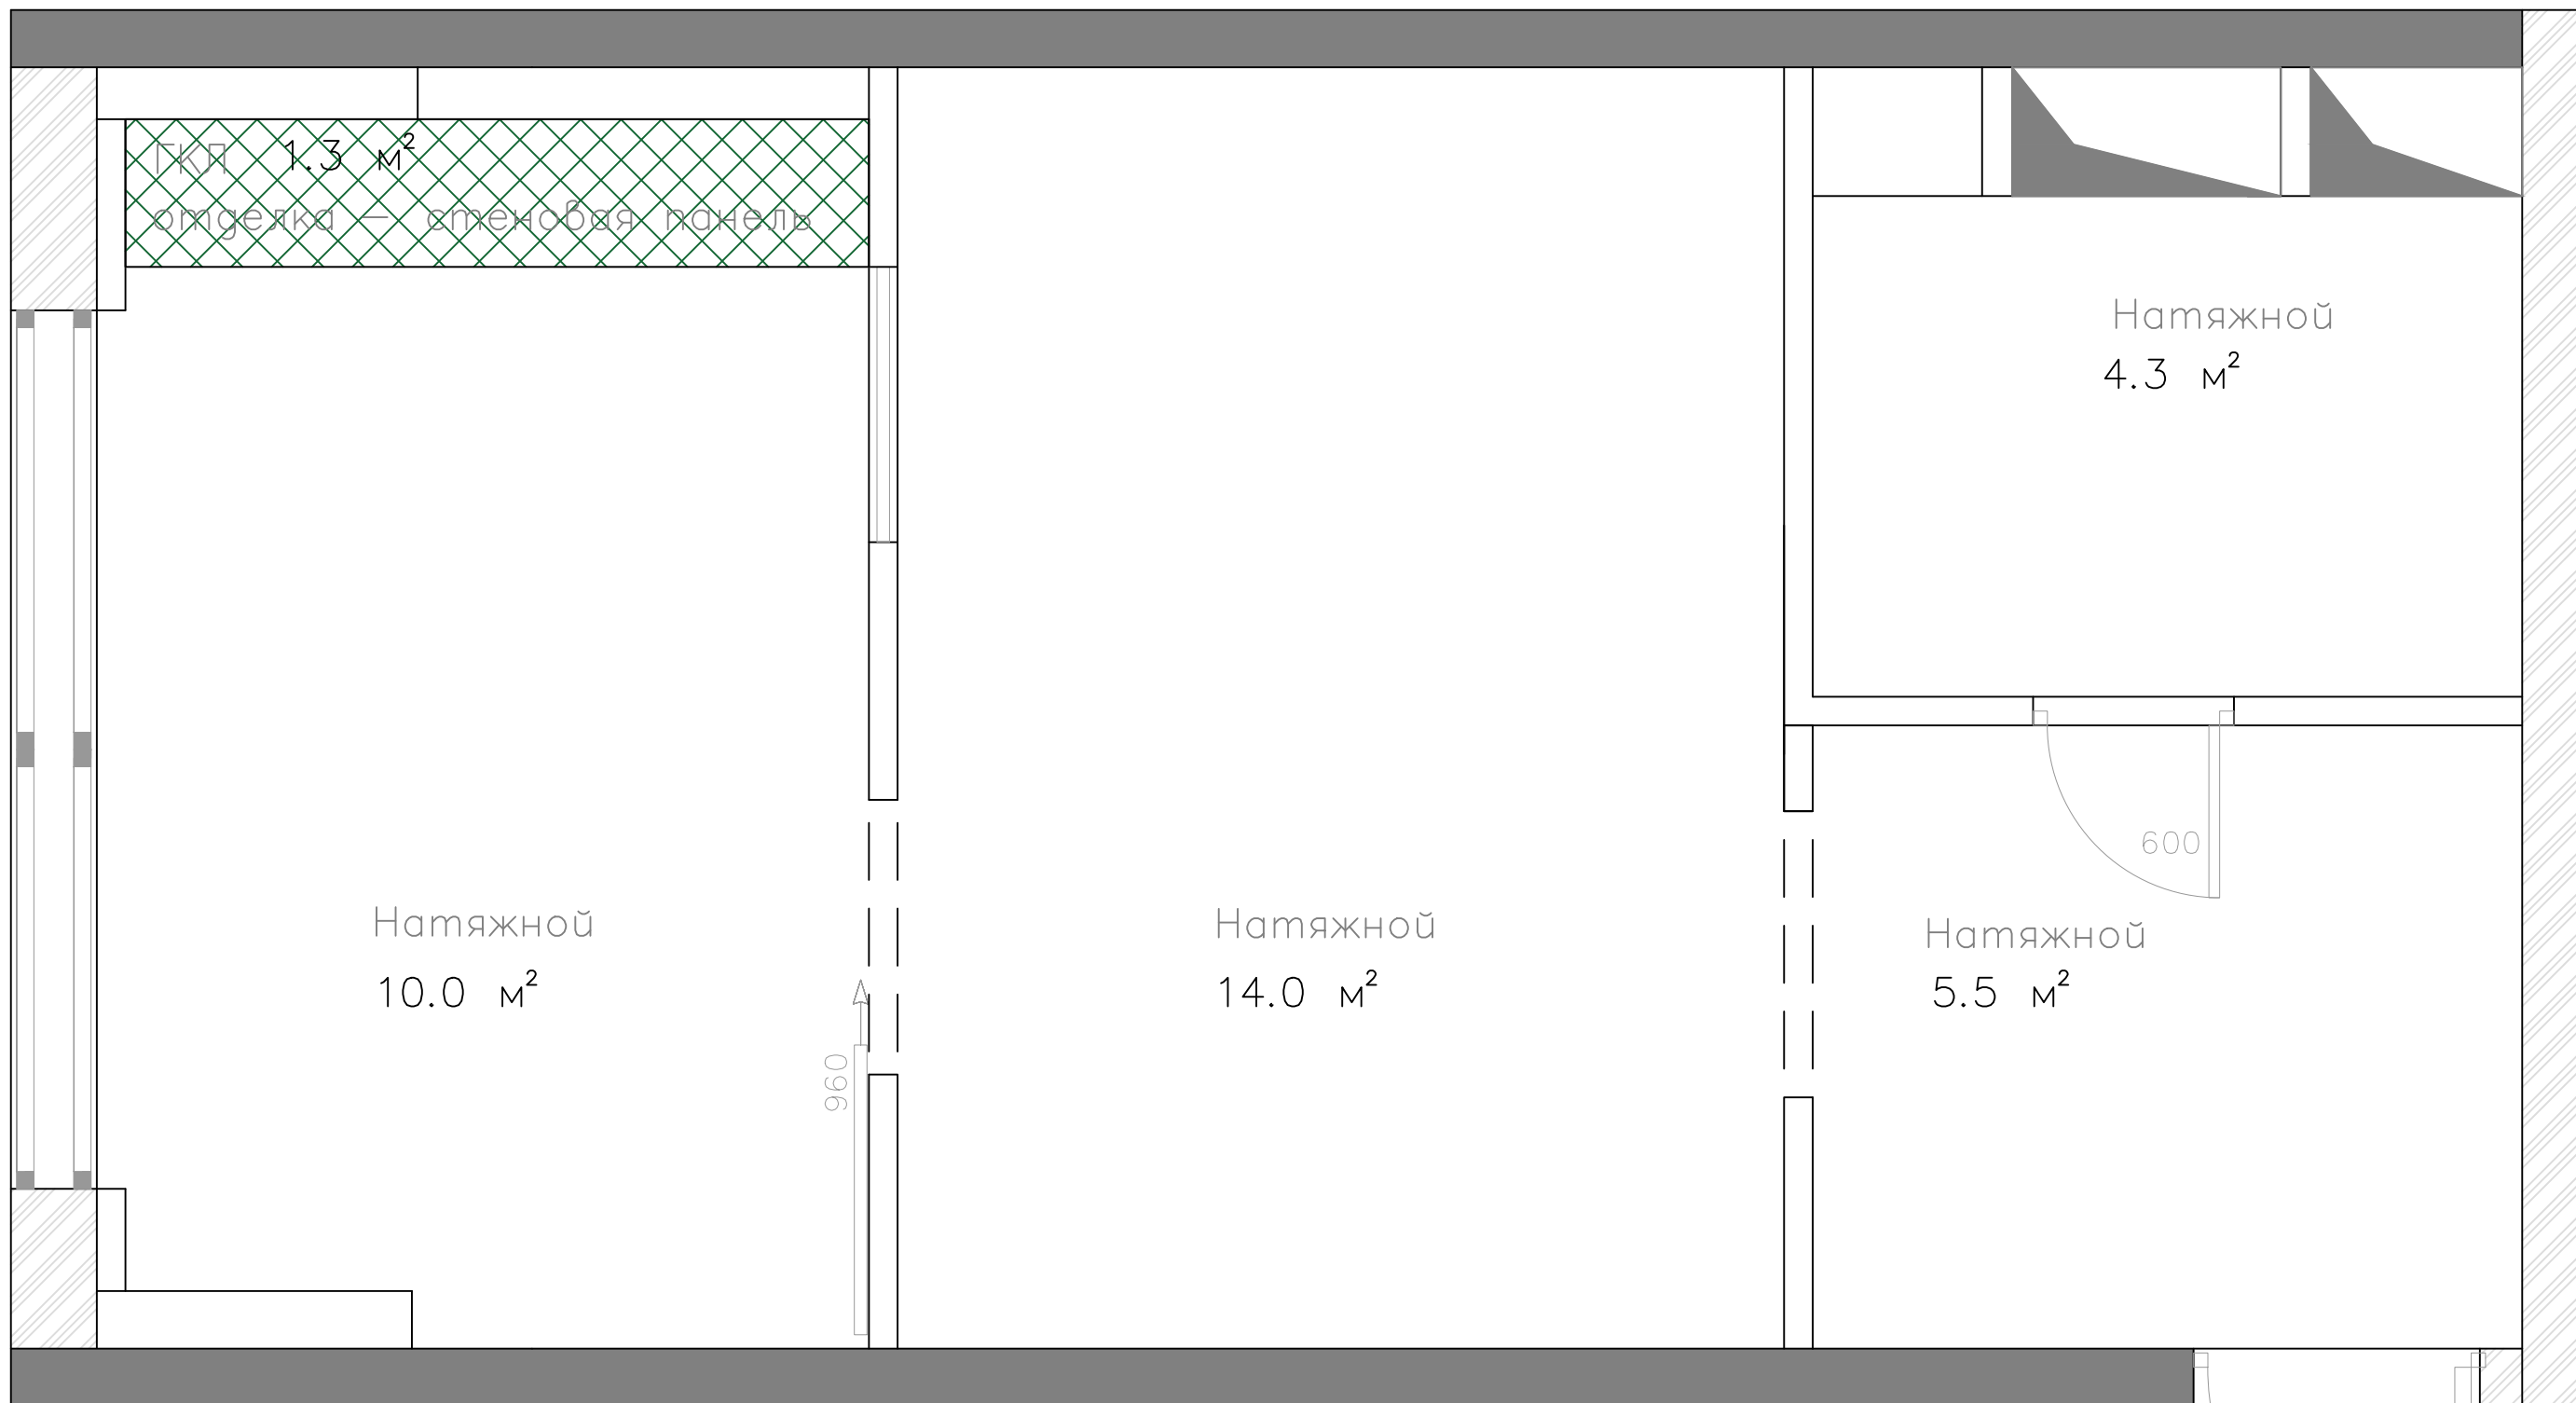 ГКЛ 1.3 м²
отделка – стеновая панель
Натяжной
4.3 м²
600
Натяжной
10.0 м²
960
Натяжной
14.0 м²
Натяжной
5.5 м²